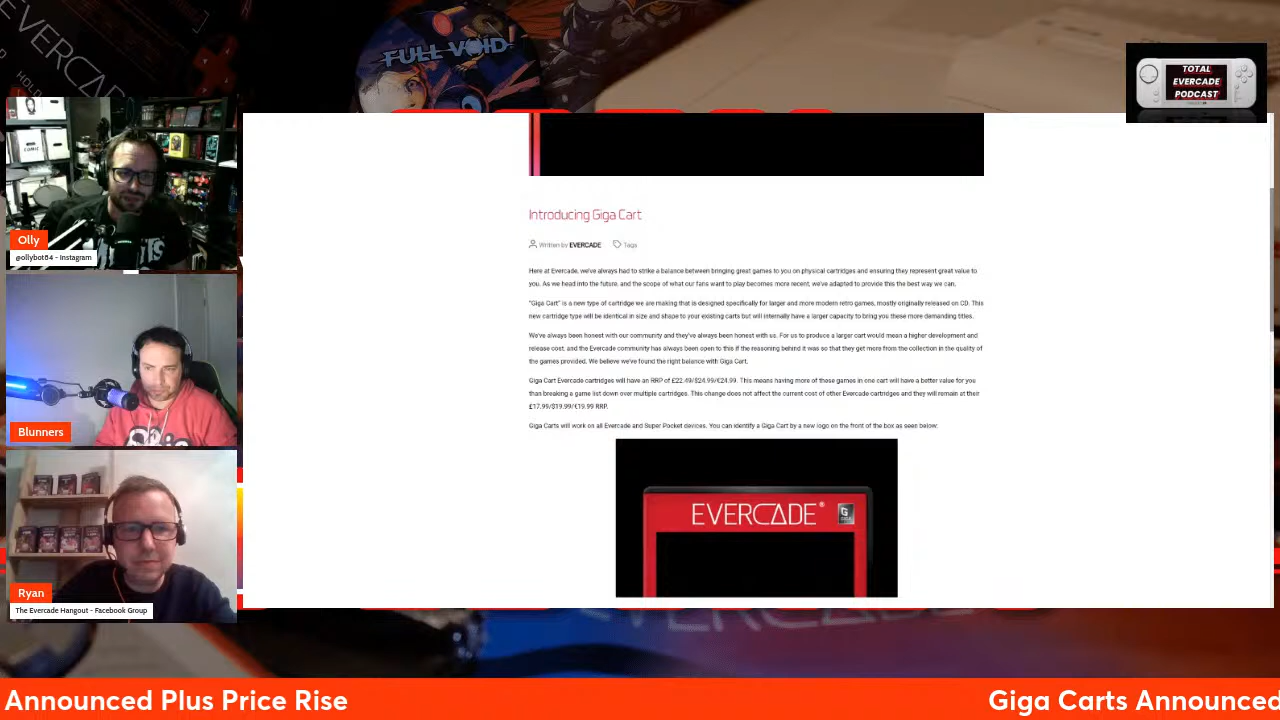 EVERCADE
HOLD
FULL VOID
TOTAL
EVERCADE
PODCAST
Olly
@ollybot84 - Instagram
Blunners
Ryan
The Evercade Hangout - Facebook Group
Introducing Giga Cart
Written by EVERCADE Tags
Here at Evercade, we've always had to strike a balance between bringing great games to you on physical cartridges and ensuring they represent great value to
you. As we head into the future, and the scope of what our fans want to play becomes more recent, we've adapted to provide this the best way we can.
"Giga Cart" is a new type of cartridge we are making that is designed specifically for larger and more modern retro games, mostly originally released on CD. This
new cartridge type will be identical in size and shape to your existing carts but will internally have a larger capacity to bring you these more demanding titles.
We've always been honest with our community and they've always been honest with us. For us to produce a larger cart would mean a higher development and
release cost, and the Evercade community has always been open to this if the reasoning behind it was so that they get more from the collection in the quality of
the games provided. We believe we've found the right balance with Giga Cart.
Giga Cart Evercade cartridges will have an RRP of £22.49/$24.99/€24.99. This means having more of these games in one cart will have a better value for you
than breaking a game list down over multiple cartridges. This change does not affect the current cost of other Evercade cartridges and they will remain at their
£17.99/$19.99/€19.99 RRP.
Giga Carts will work on all Evercade and Super Pocket devices. You can identify a Giga Cart by a new logo on the front of the box as seen below:
EVERCADE®
G
Announced Plus Price Rise
Giga Carts Announced